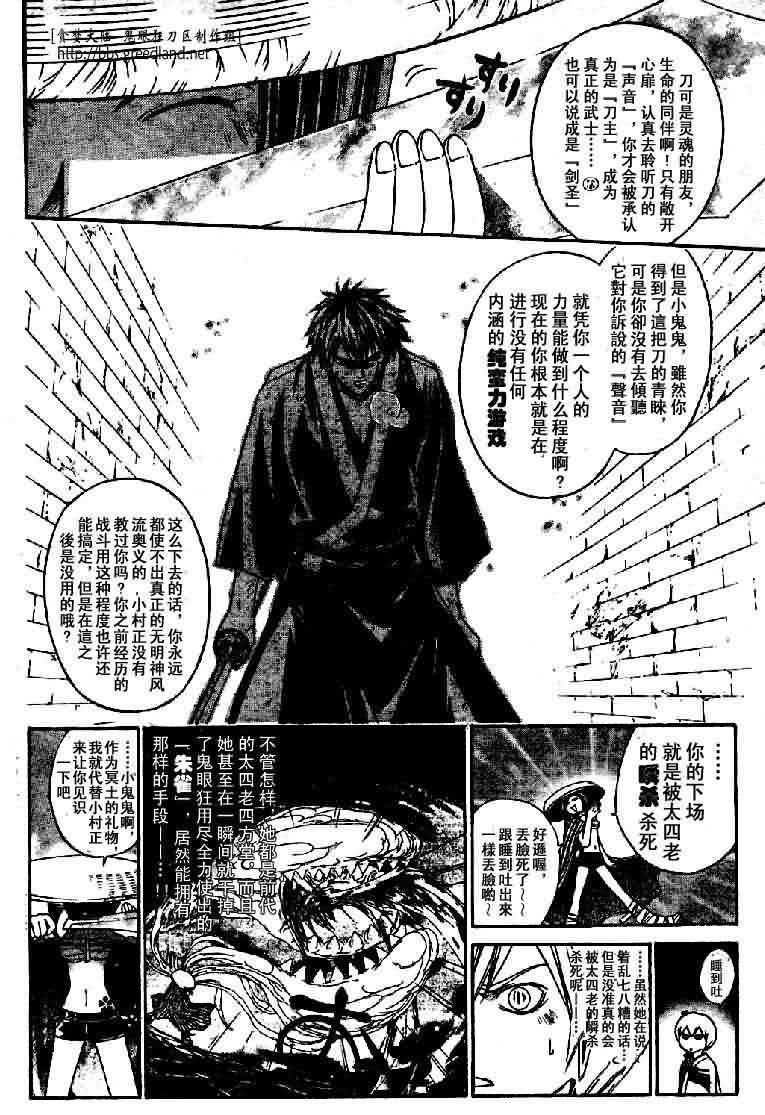 [贪婪大陆 鬼眼狂刀区制作组]
http://bbs.greedland.net
刀可是灵魂的朋友，
生命的同伴啊！只有敞开
心扉，认真去聆听刀的
『声音』，你才会被承认
为是『刀主』，成为
真正的武士……
也可以说成是『剑圣』
すり
すり
但是小鬼鬼，雖然你
得到了這把刀的青睞，
可是你卻沒有去傾聽
它對你訴說的『聲音』
就凭你一个人的
力量能做到什么程度啊？
现在的你根本就是在
进行没有任何
内涵的纯蛮力游戏
这么下去的话，你永远
都使不出真正的无明神风
流奥义的，小村正没有
教过你吗？你之前经历的
战斗用这种程度也许还
能搞定，但是在這之
後是没用的哦？
……
你的下场
就是被太四老
的瞬杀杀死
好遜喔，
丟臉死了～～
跟睡到吐出來
一樣丟臉喲～
睡到吐
……虽然她在说
着乱七八糟的话……
但是没准真的会
被太四老的瞬杀
杀死呢———
不管怎样，她都是前代
的太四老四方堂，而且
她甚至在一瞬间就干掉
了鬼眼狂用尽全力使出的
「朱雀」，居然能拥有
那样的手段———…！！
……小鬼鬼啊，
作为冥土的礼物，
我就代替小村正
来让你见识
一下吧